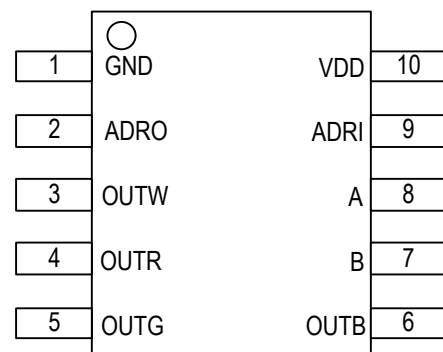 1 GND VDD 10
2 ADRO ADRI 9
3 OUTW A 8
4 OUTR B 7
5 OUTG OUTB 6